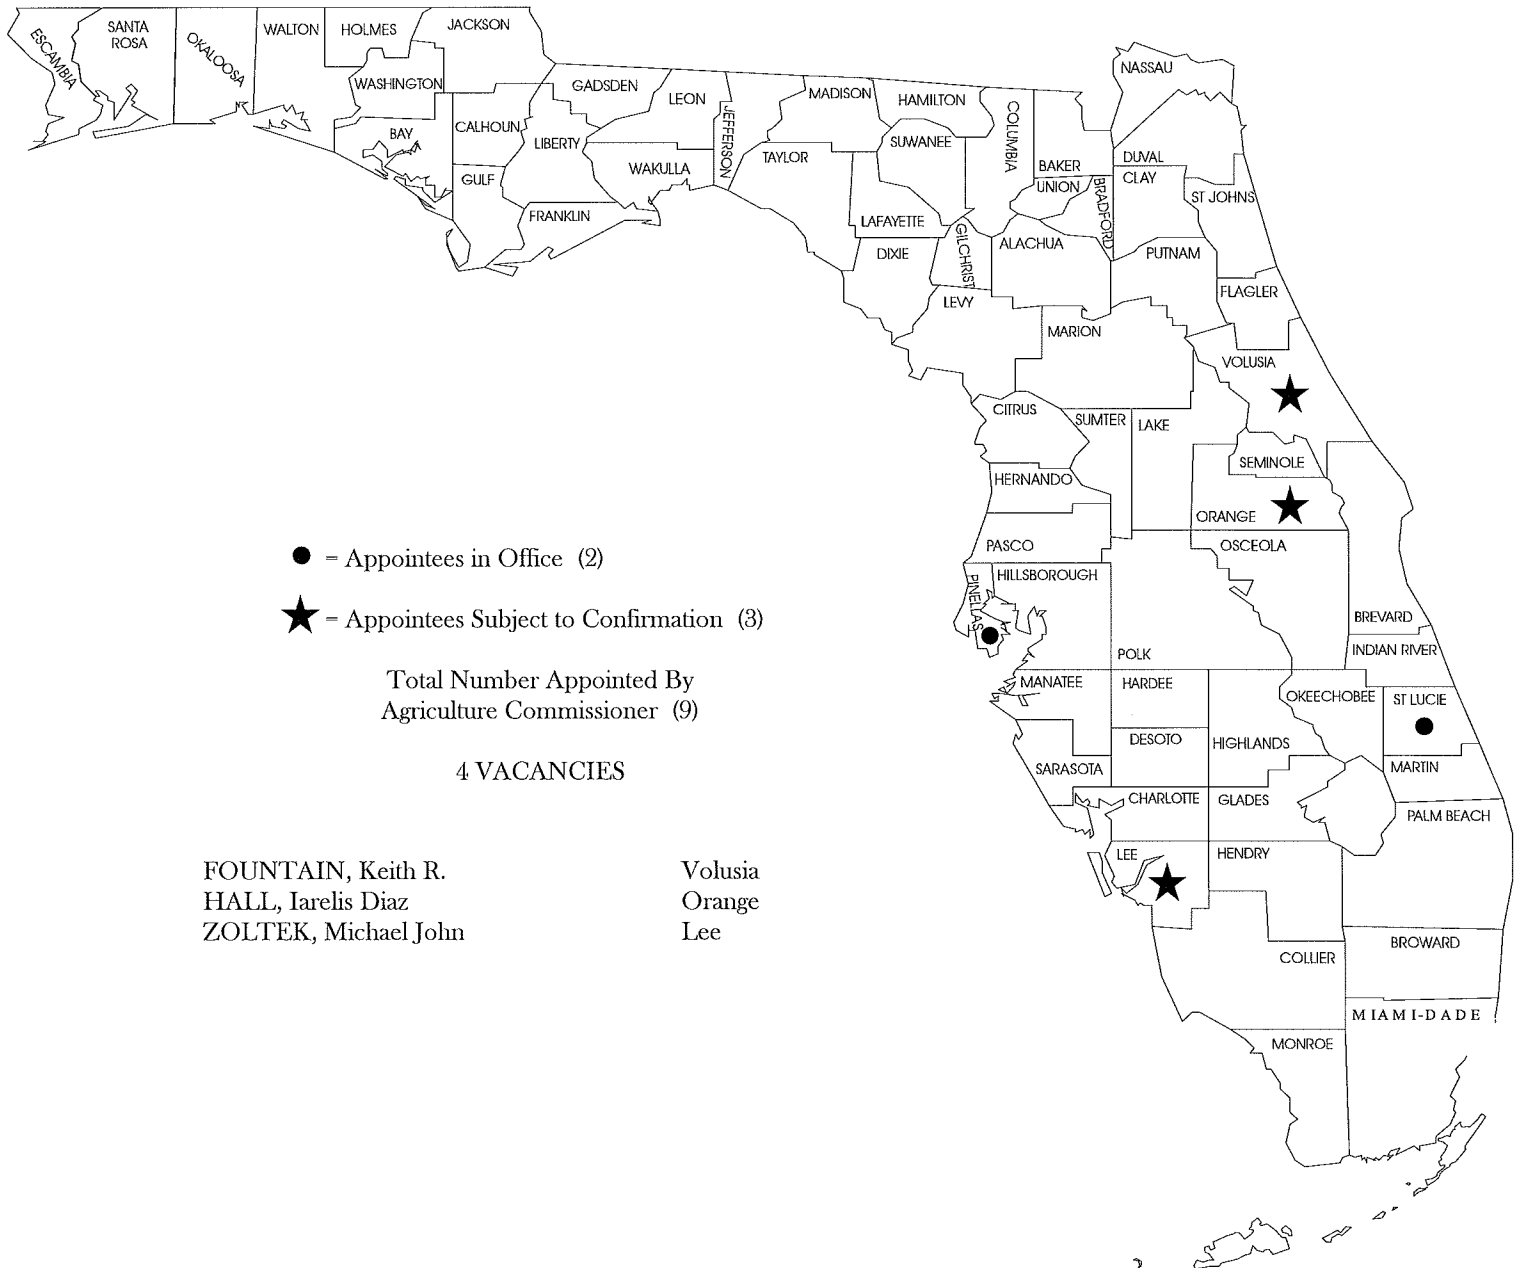 ESCAMBIA
SANTA
ROSA
OKALOOSA
WALTON
HOLMES
JACKSON
WASHINGTON
BAY
CALHOUN
GULF
GADSDEN
LIBERTY
FRANKLIN
LEON
WAKULLA
JEFFERSON
MADISON
TAYLOR
HAMILTON
SUWANEE
LAFAYETTE
DIXIE
COLUMBIA
GILCHRIST
LEVY
BAKER
UNION
BRADFORD
ALACHUA
NASSAU
DUVAL
CLAY
ST JOHNS
PUTNAM
FLAGLER
MARION
VOLUSIA
CITRUS
SUMTER
LAKE
SEMINOLE
HERNANDO
ORANGE
PASCO
OSCEOLA
PINELLAS
HILLSBOROUGH
POLK
BREVARD
INDIAN RIVER
MANATEE
HARDEE
OKEECHOBEE
ST LUCIE
DESOTO
HIGHLANDS
SARASOTA
MARTIN
CHARLOTTE
GLADES
PALM BEACH
LEE
HENDRY
BROWARD
COLLIER
MIAMI-DADE
MONROE
= Appointees in Office (2)
= Appointees Subject to Confirmation (3)
Total Number Appointed By
Agriculture Commissioner (9)
4 VACANCIES
FOUNTAIN, Keith R. Volusia
HALL, Iarelis Diaz Orange
ZOLTEK, Michael John Lee